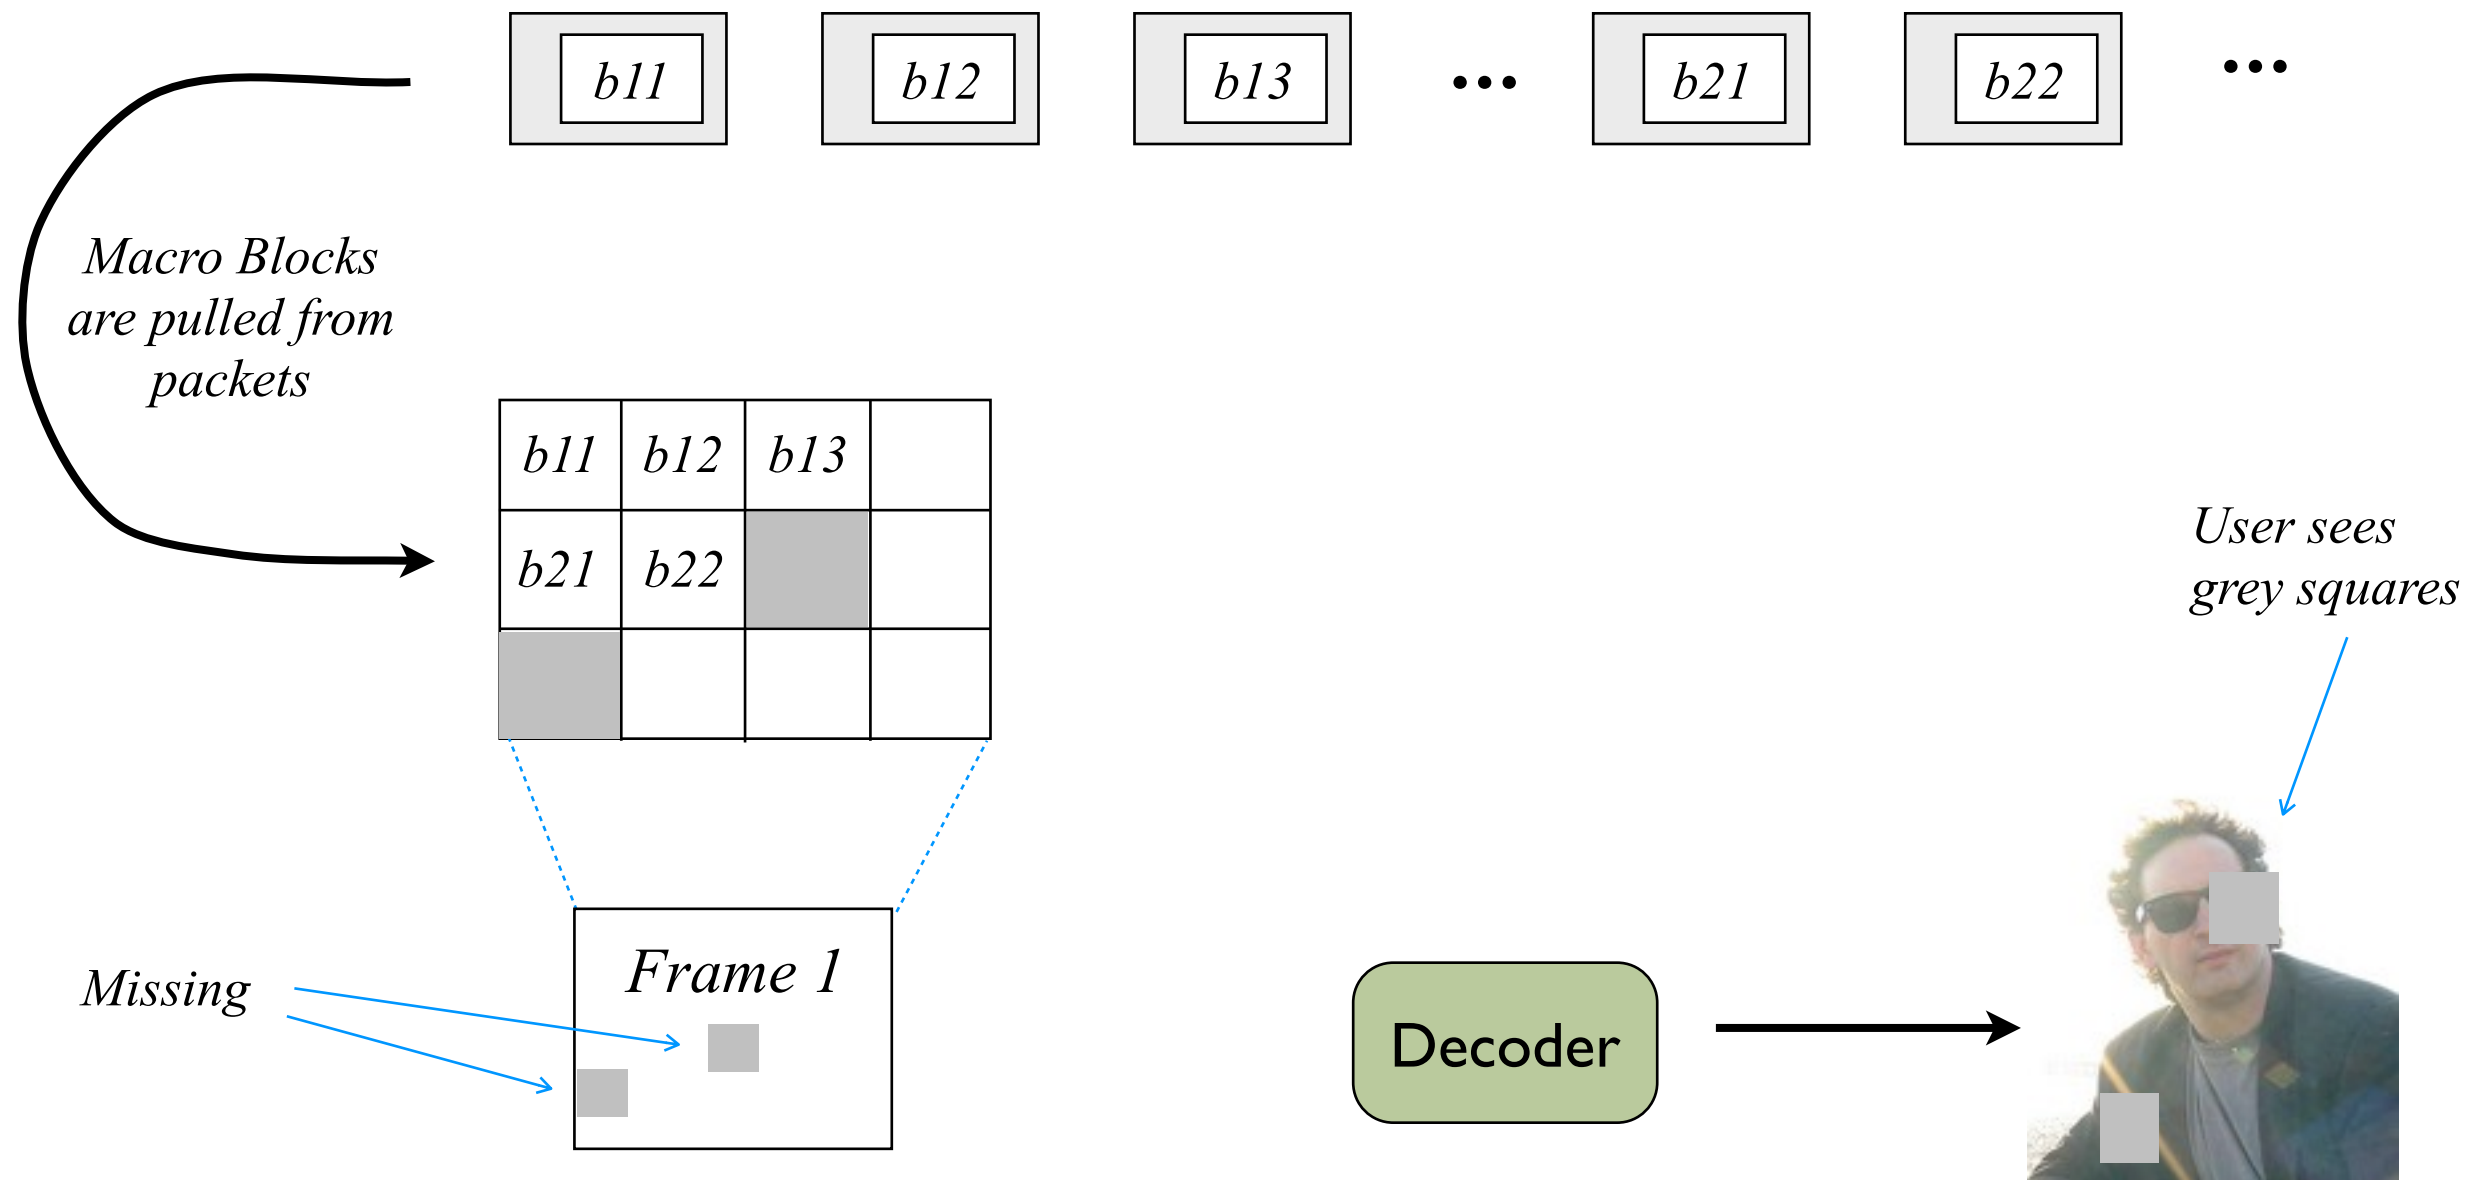 b11 b12 b13 ... b21 b22 ...
Macro Blocks
are pulled from
packets
b11 b12 b13
b21 b22
User sees
grey squares
Frame 1
Missing
Decoder